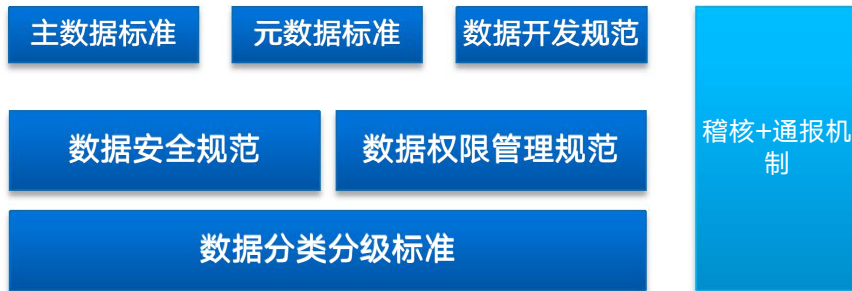 主数据标准
元数据标准
数据开发规范
数据安全规范
数据权限管理规范
数据分类分级标准
稽核+通报机
制